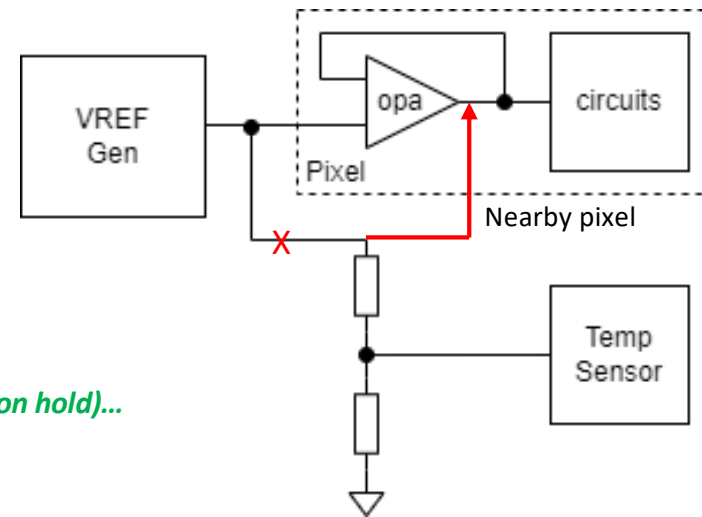 VREF
Gen
opa
circuits
Pixel
Nearby pixel
X
Temp
Sensor
on hold)...